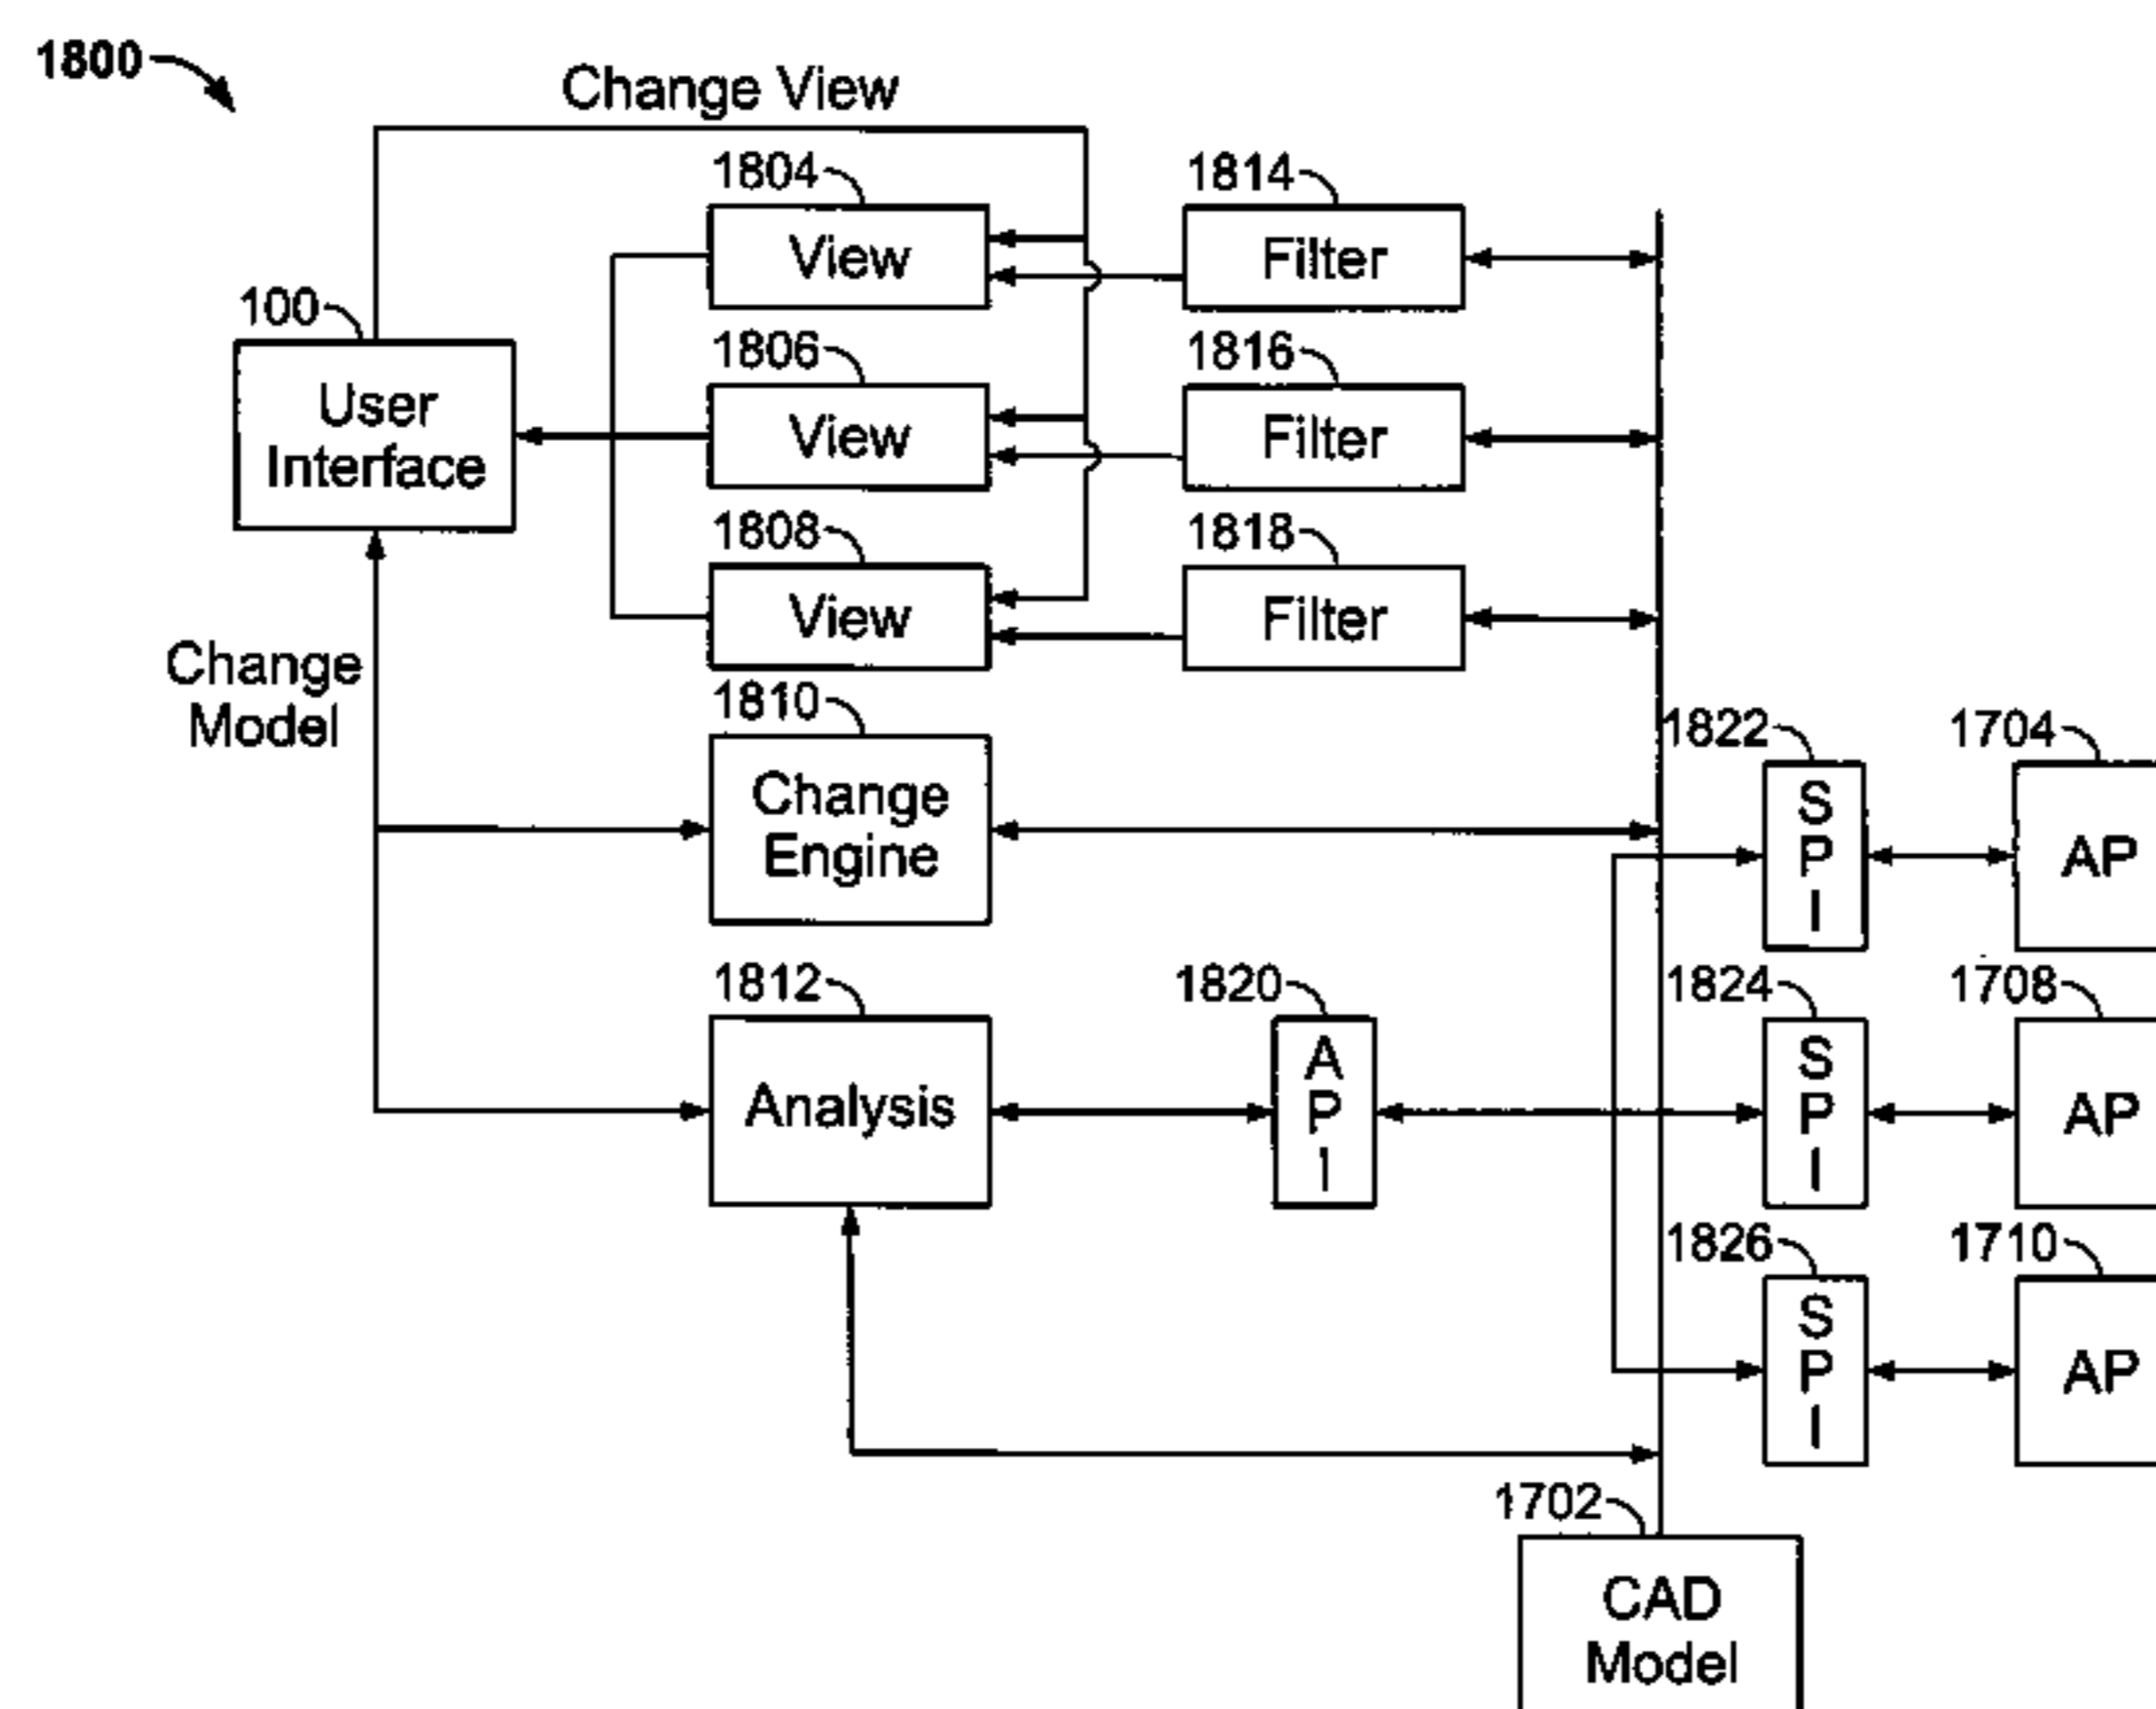 1800
Change View
1804
1814
View
Filter
100
1806
1816
User
Interface
View
Filter
1808
1818
View
Filter
Change
Model
1810
1822
1704
Change
Engine
S
P
I
AP
1812
1820
1824
1708
Analysis
A
P
I
S
P
I
AP
1826
1710
S
P
I
AP
1702
CAD
Model